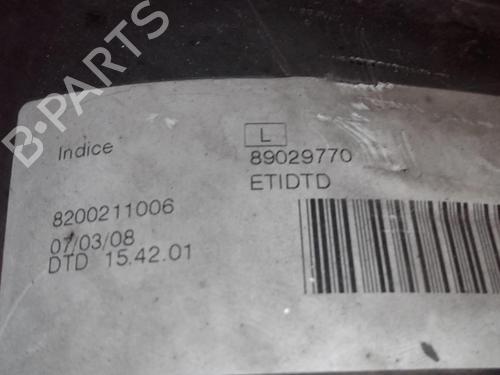 B-PARTS
Indice
L
89029770
ETIDTD
8200211006
07/03/08
DTD 15.42.01